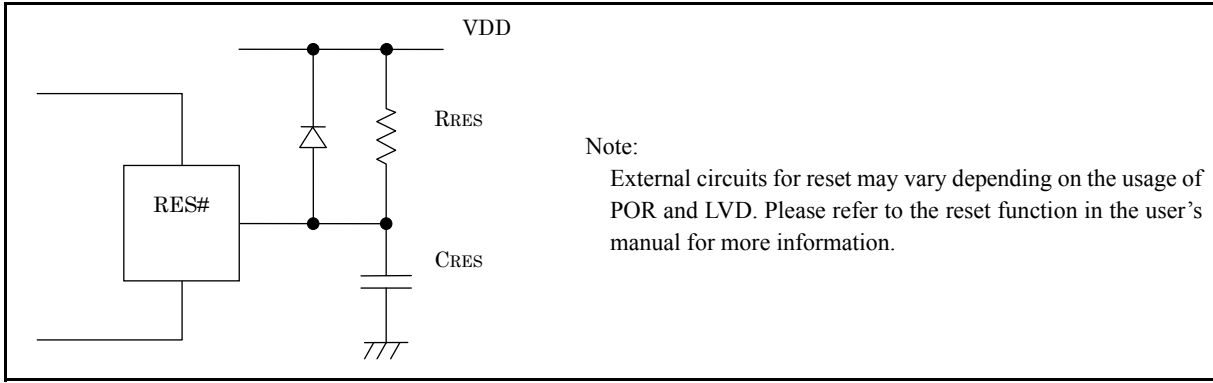 VDD
RRES
RES#
CRES
Note:
External circuits for reset may vary depending on the usage of
POR and LVD. Please refer to the reset function in the user's
manual for more information.